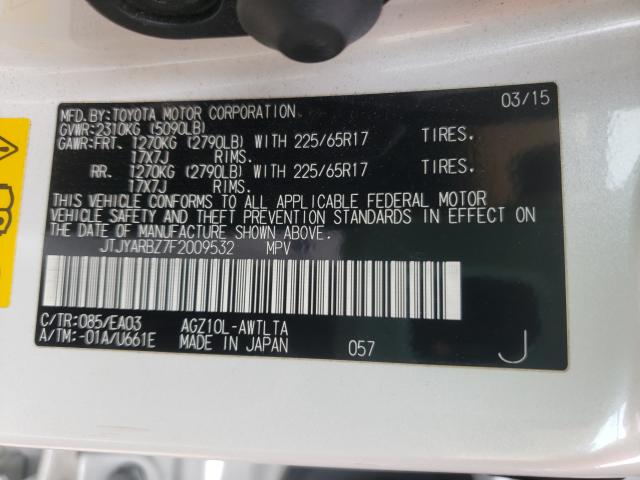 MFD.BY:TOYOTA MOTOR CORPORATION 03/15
GVWR:2310KG (5090LB)
GAWR:FRT. 1270KG (2790LB) WITH 225/65R17 TIRES.
17X7J RIMS.
RR. 1270KG (2790LB) WITH 225/65R17 TIRES.
17X7J RIMS.
THIS VEHICLE CONFORMS TO ALL APPLICABLE FEDERAL MOTOR
VEHICLE SAFETY AND THEFT PREVENTION STANDARDS IN EFFECT ON
THE DATE OF MANUFACTURE SHOWN ABOVE.
JTJYARBZ7F2009532 MPV
C/TR:085/EA03 AGZ10L-AWTLTA
A/TM:-01A/U661E MADE IN JAPAN 057 J